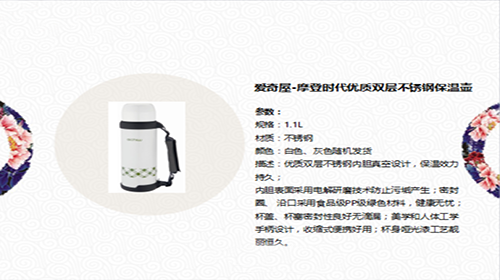 爱奇屋-摩登时代优质双层不锈钢保温壶
参数：
规格：1.1L
材质：不锈钢
颜色：白色、灰色随机发货
描述：优质双层不锈钢内胆真空设计，保温效力
持久；
内胆表面采用电解研磨技术防止污垢产生；密封
圈、 沿口采用食品级PP级绿色材料，健康无忧；
杯盖、杯塞密封性良好无滴漏；美学和人体工学
手柄设计，收缩式便携好用；杯身哑光漆工艺靓
丽恒久。